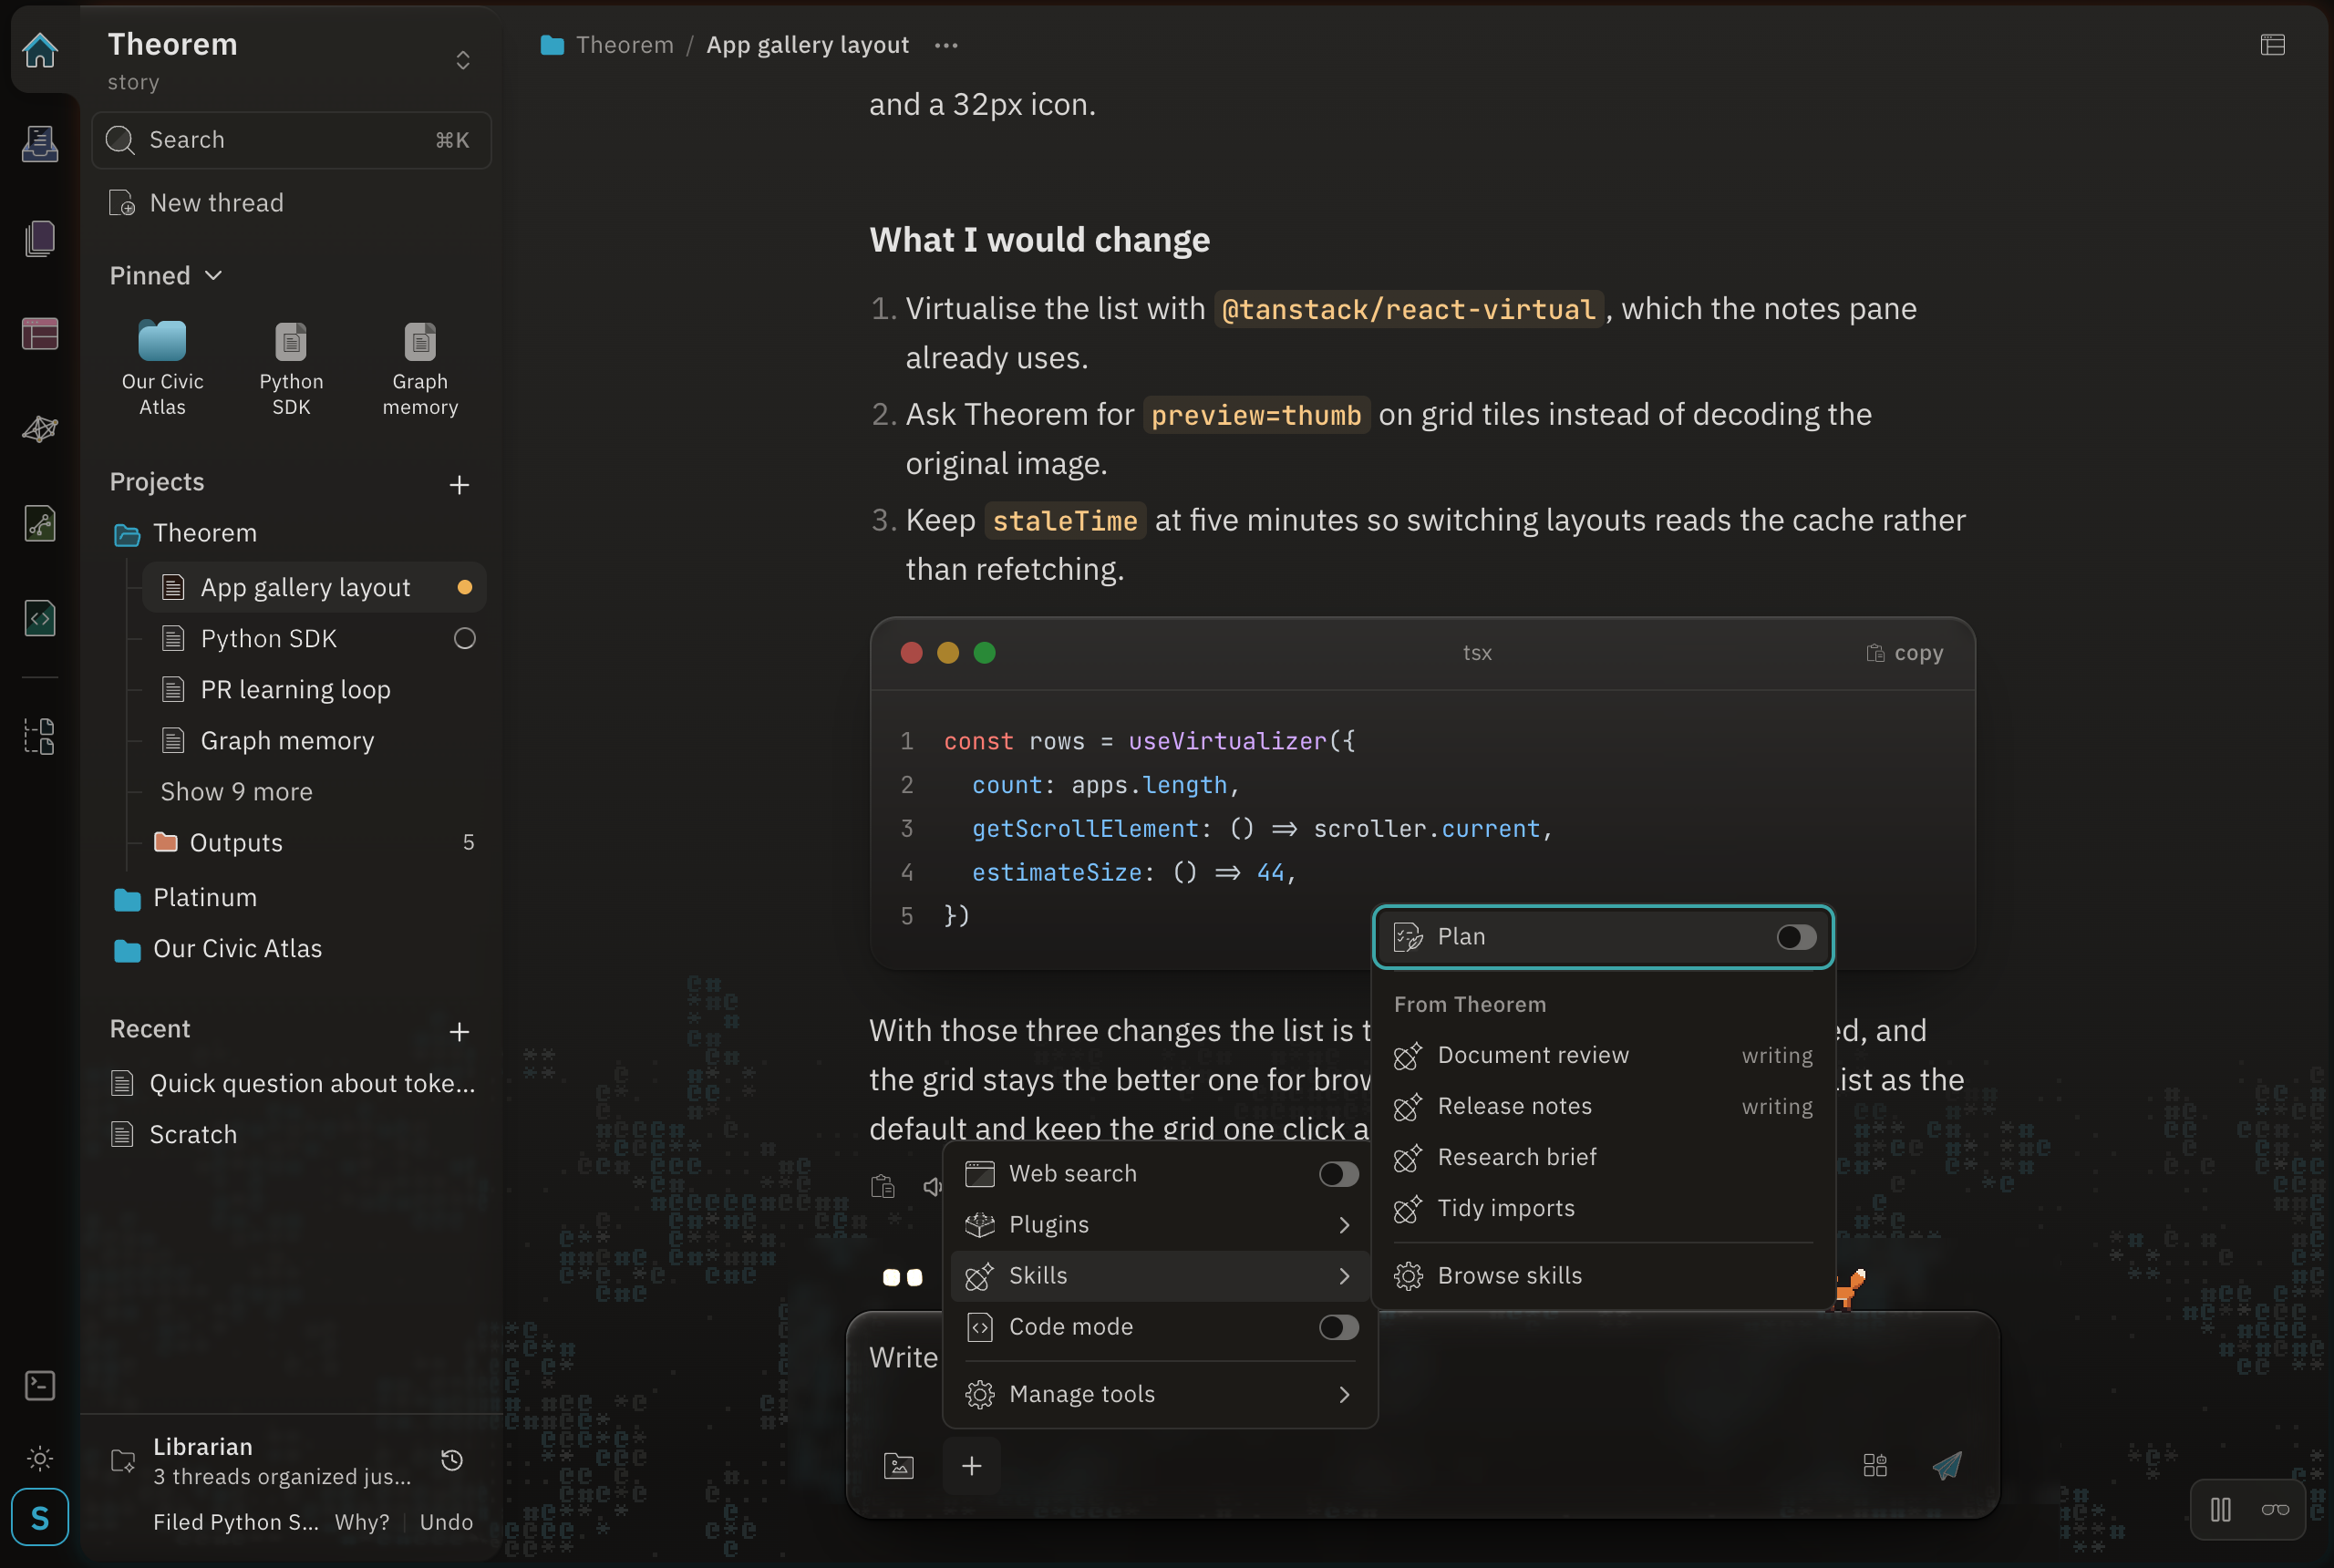 Theorem
story
Search ⌘K
New thread
Pinned
Our Civic Atlas
Python SDK
Graph memory
Projects
Theorem
App gallery layout
Python SDK
PR learning loop
Graph memory
Show 9 more
Outputs 5
Platinum
Our Civic Atlas
Recent
Quick question about toke...
Scratch
Librarian
3 threads organized jus...
Filed Python S... Why? Undo
S
Theorem / App gallery layout
and a 32px icon.
What I would change
1. Virtualise the list with @tanstack/react-virtual, which the notes pane
already uses.
2. Ask Theorem for preview=thumb on grid tiles instead of decoding the
original image.
3. Keep staleTime at five minutes so switching layouts reads the cache rather
than refetching.
tsx copy
1 const rows = useVirtualizer({
2 count: apps.length,
3 getScrollElement: () => scroller.current,
4 estimateSize: () => 44,
5 })
With those three changes the list is t ed, and
the grid stays the better one for brow ist as the
default and keep the grid one click a
Plan
From Theorem
Document review writing
Release notes writing
Research brief
Tidy imports
Browse skills
Web search
Plugins
Skills
Code mode
Manage tools
Write